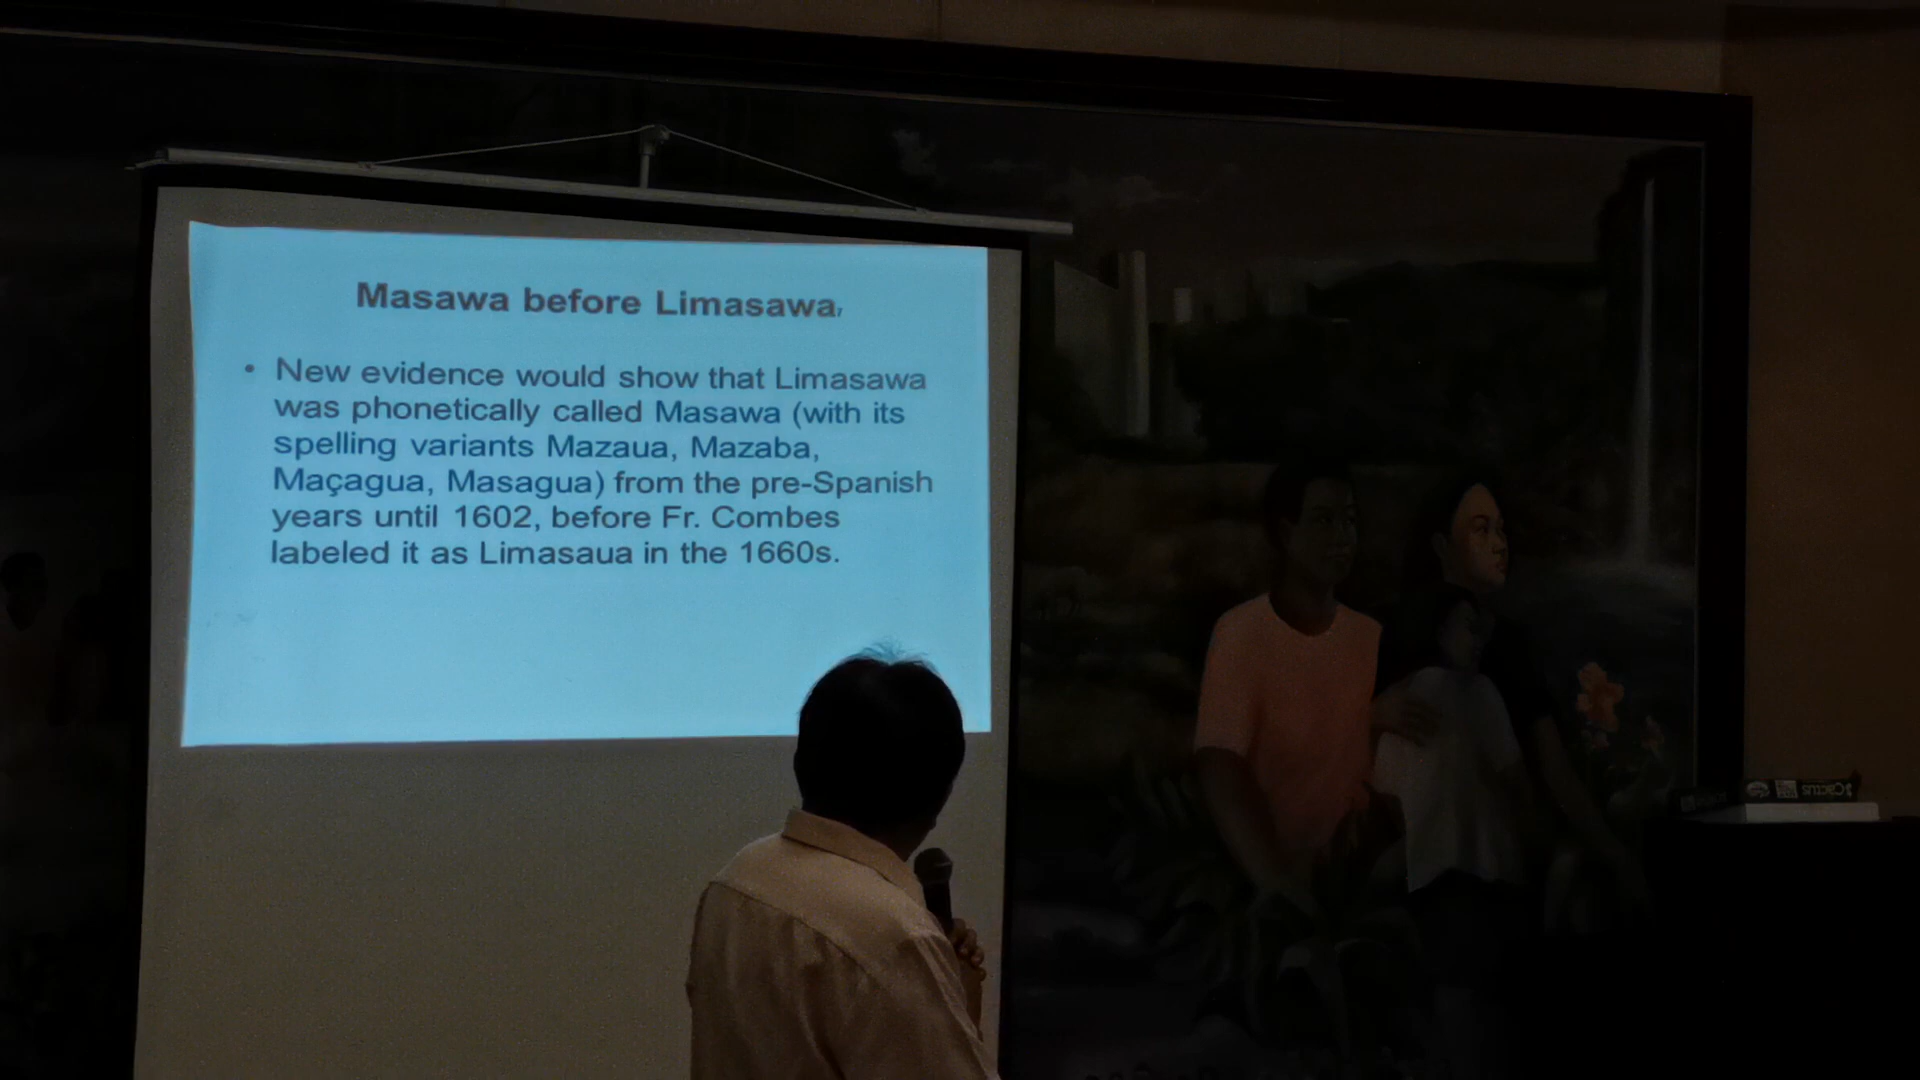 Masawa before Limasawa,
• New evidence would show that Limasawa
was phonetically called Masawa (with its
spelling variants Mazaua, Mazaba,
Maçagua, Masagua) from the pre-Spanish
years until 1602, before Fr. Combes
labeled it as Limasaua in the 1660s.
Cactus